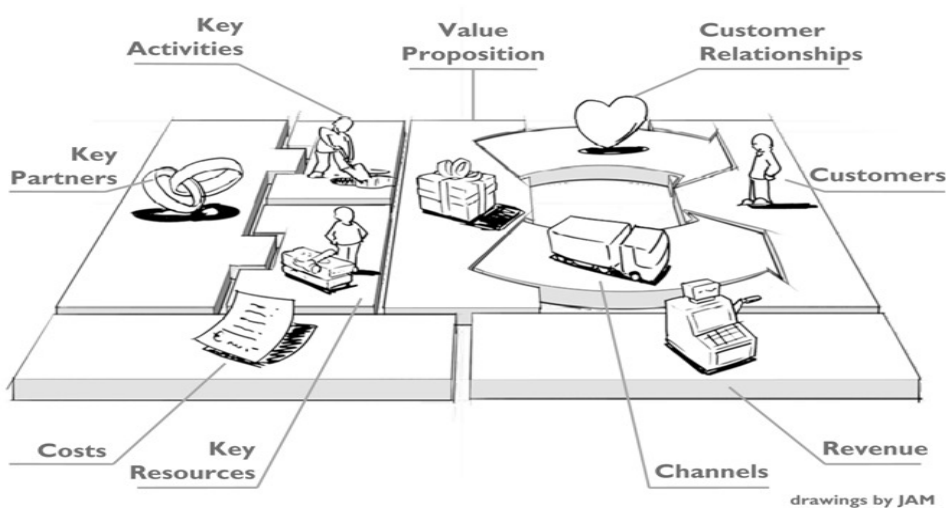 Key
Activities
Value
Proposition
Customer
Relationships
Key
Partners
Customers
Costs
Key
Resources
Channels
Revenue
drawings by JAM